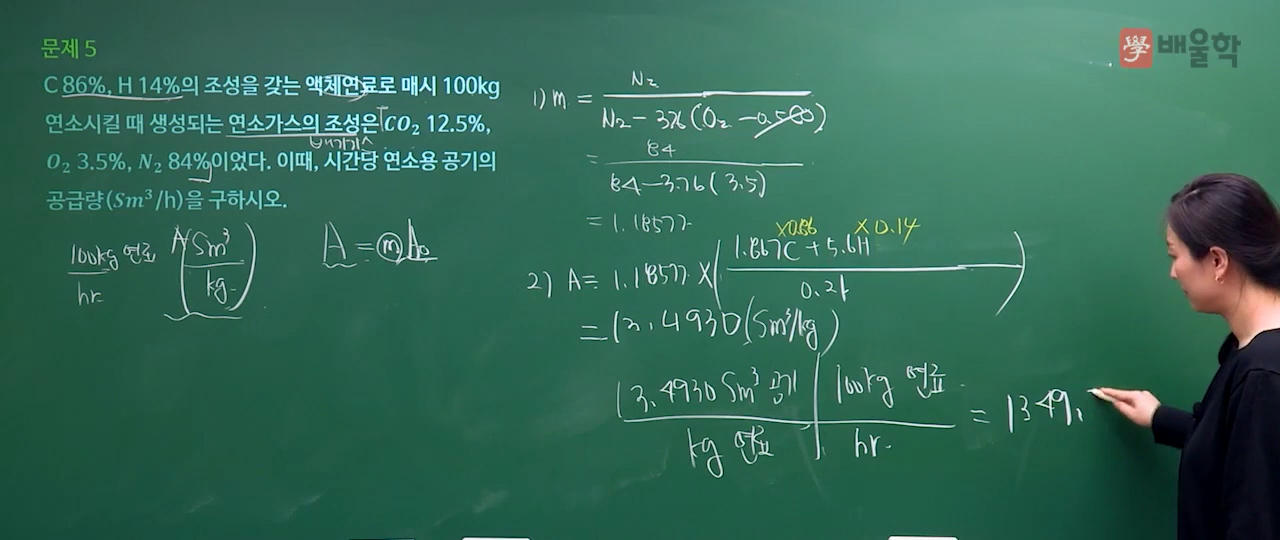 學 배울학
문제 5
C 86%, H 14%의 조성을 갖는 액체연료로 매시 100kg
연소시킬 때 생성되는 연소가스의 조성은 CO₂ 12.5%,
배기가스
O₂ 3.5%, N₂ 84%이었다. 이때, 시간당 연소용 공기의
공급량(Sm³/h)을 구하시오.
100kg 연료
hr
A (Sm³
kg)
A = mA₀
1) m = N₂
N₂ - 3.76(O₂ - 0.5CO)
= 84
84 - 3.76(3.5)
= 1.18577
×0.86 ×0.14
2) A = 1.18577 × (1.867C + 5.6H
0.21)
= 13.4930(Sm³/kg)
13.4930 Sm³ 공기 | 100kg 연료
kg 연료 | hr
= 1349.